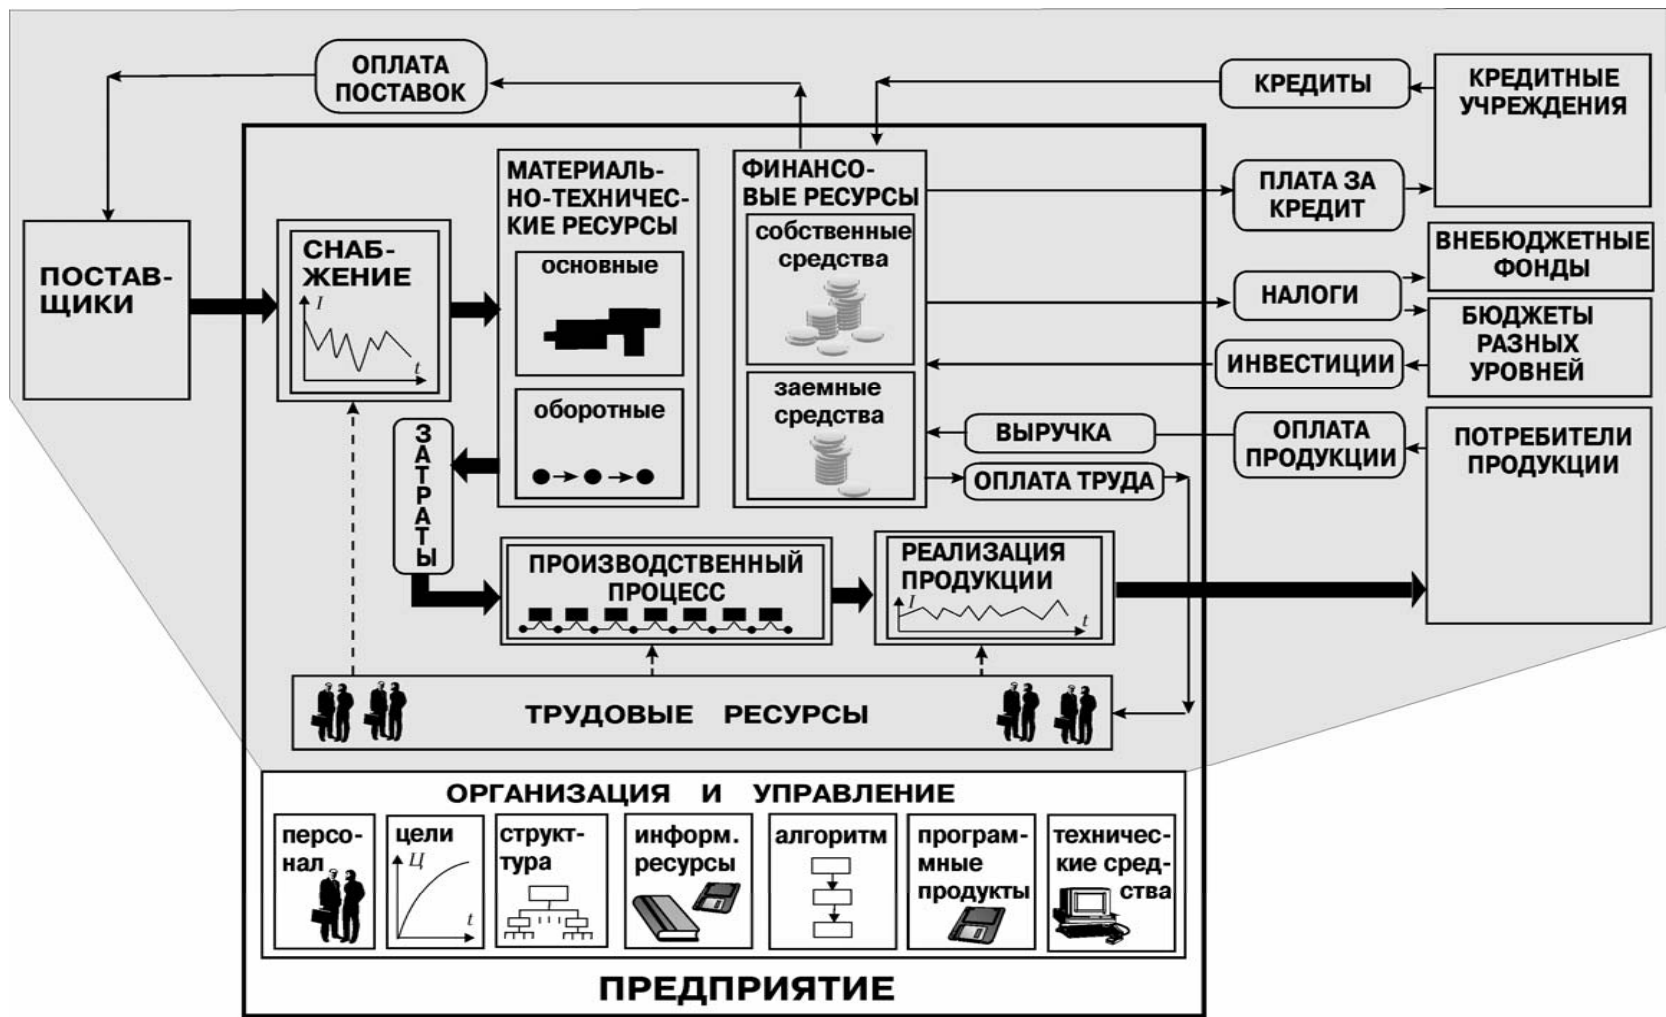 ОПЛАТА
ПОСТАВОК
КРЕДИТЫ
КРЕДИТНЫЕ
УЧРЕЖДЕНИЯ
ПОСТАВ-
ЩИКИ
СНАБ-
ЖЕНИЕ
I
t
МАТЕРИАЛЬ-
НО-ТЕХНИЧЕС-
КИЕ РЕСУРСЫ
основные
оборотные
ФИНАНСО-
ВЫЕ РЕСУРСЫ
собственные
средства
заемные
средства
ПЛАТА ЗА
КРЕДИТ
ВНЕБЮДЖЕТНЫЕ
ФОНДЫ
НАЛОГИ
БЮДЖЕТЫ
РАЗНЫХ
УРОВНЕЙ
ИНВЕСТИЦИИ
ВЫРУЧКА
ОПЛАТА
ПРОДУКЦИИ
ПОТРЕБИТЕЛИ
ПРОДУКЦИИ
ОПЛАТА ТРУДА
ЗАТРАТЫ
ПРОИЗВОДСТВЕННЫЙ
ПРОЦЕСС
РЕАЛИЗАЦИЯ
ПРОДУКЦИИ
I
t
ТРУДОВЫЕ РЕСУРСЫ
ОРГАНИЗАЦИЯ И УПРАВЛЕНИЕ
персо-
нал
цели
Ц
t
структ-
тура
информ.
ресурсы
алгоритм
програм-
мные
продукты
техничес-
кие сред-
ства
ПРЕДПРИЯТИЕ